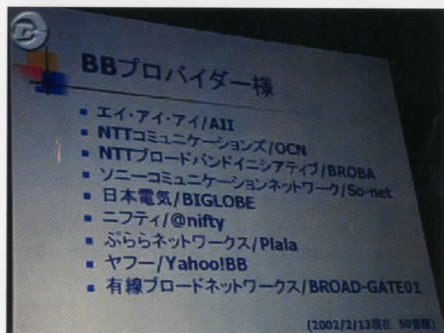 BBプロバイダー様
■ エイ・アイ・アイ/AII
■ NTTコミュニケーションズ/OCN
■ NTTブロードバンドイニシアティブ/BROBA
■ ソニーコミュニケーションネットワーク/So-net
■ 日本電気/BIGLOBE
■ ニフティ/@nifty
■ ぷららネットワークス/Plala
■ ヤフー/Yahoo!BB
■ 有線ブロードネットワークス/BROAD-GATE01
(2002/2/13現在 50音順)